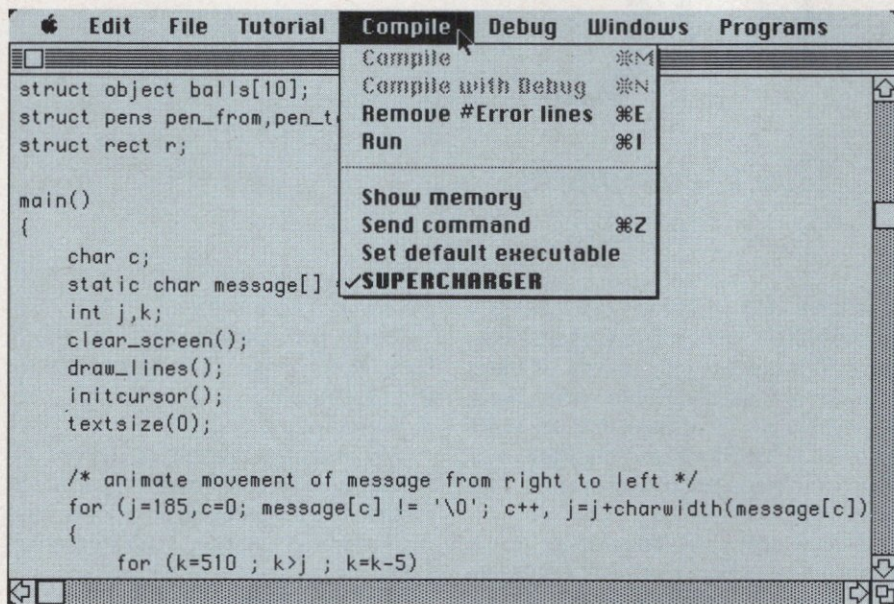 Edit File Tutorial Compile Debug Windows Programs
Compile ⌘M
Compile with Debug ⌘N
Remove #Error lines ⌘E
Run ⌘I
Show memory
Send command ⌘Z
Set default executable
✓SUPERCHARGER
struct object balls[10];
struct pens pen_from,pen_t
struct rect r;
main()
{
char c;
static char message[]
int j,k;
clear_screen();
draw_lines();
initcursor();
textsize(0);
/* animate movement of message from right to left */
for (j=185,c=0; message[c] != '\0'; c++, j=j+charwidth(message[c])
{
for (k=510 ; k>j ; k=k-5)